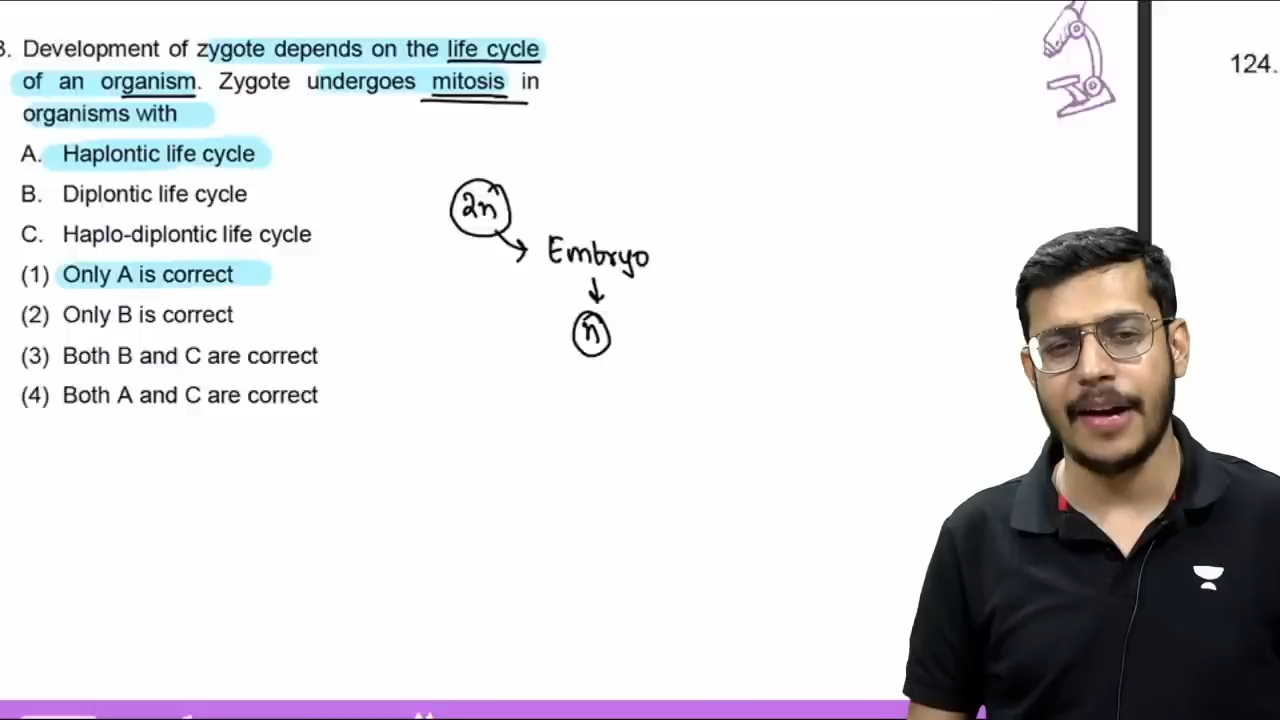 3. Development of zygote depends on the life cycle
of an organism. Zygote undergoes mitosis in
organisms with
A. Haplontic life cycle
B. Diplontic life cycle
C. Haplo-diplontic life cycle
(1) Only A is correct
(2) Only B is correct
(3) Both B and C are correct
(4) Both A and C are correct
2n
Embryo
n
124.